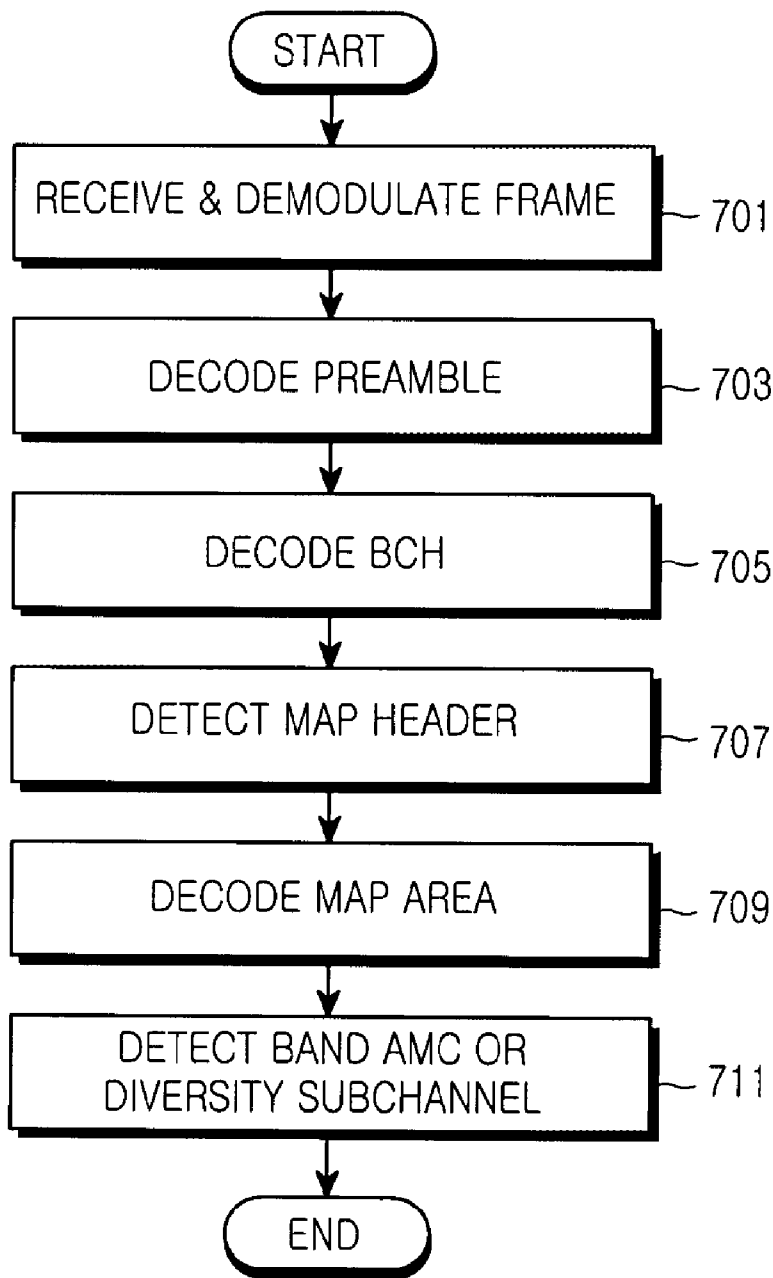 START
RECEIVE & DEMODULATE FRAME
701
DECODE PREAMBLE
703
DECODE BCH
705
DETECT MAP HEADER
707
DECODE MAP AREA
709
DETECT BAND AMC OR
DIVERSITY SUBCHANNEL
711
END